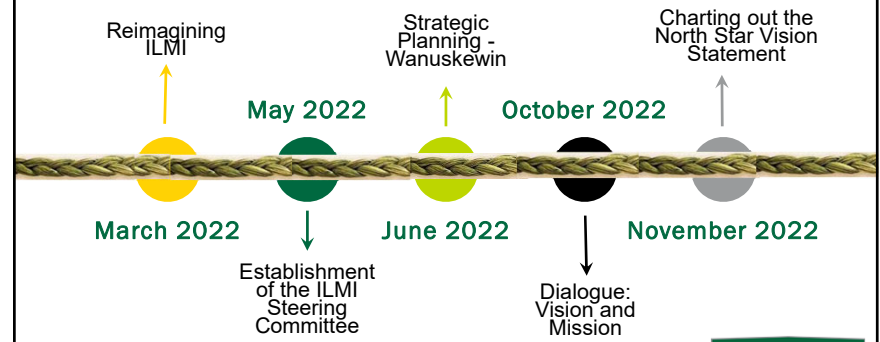 Reimagining
ILMI
March 2022
May 2022
Establishment
of the ILMI
Steering
Committee
Strategic
Planning -
Wanuskewin
June 2022
October 2022
Dialogue:
Vision and
Mission
Charting out the
North Star Vision
Statement
November 2022